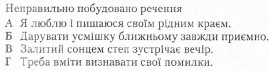 Неправильно побудовано речення
А Я люблю і пишаюся своїм рідним краєм.
Б Дарувати усмішку ближньому завжди приємно.
В Залитий сонцем степ зустрічає вечір.
Г Треба вміти визнавати свої помилки.